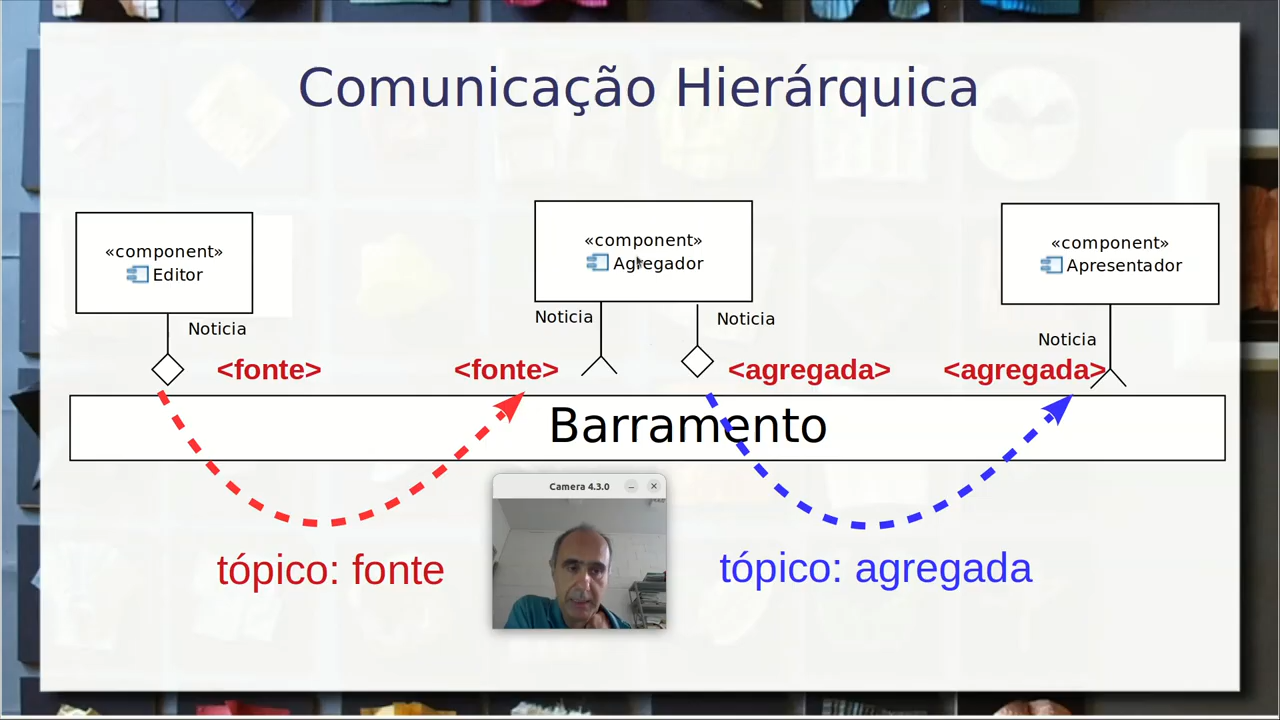 Comunicação Hierárquica
«component»
Editor
«component»
Agregador
«component»
Apresentador
Noticia
Noticia
Noticia
Noticia
<fonte>
<fonte>
<agregada>
<agregada>
Barramento
Camera 4.3.0
tópico: fonte
tópico: agregada